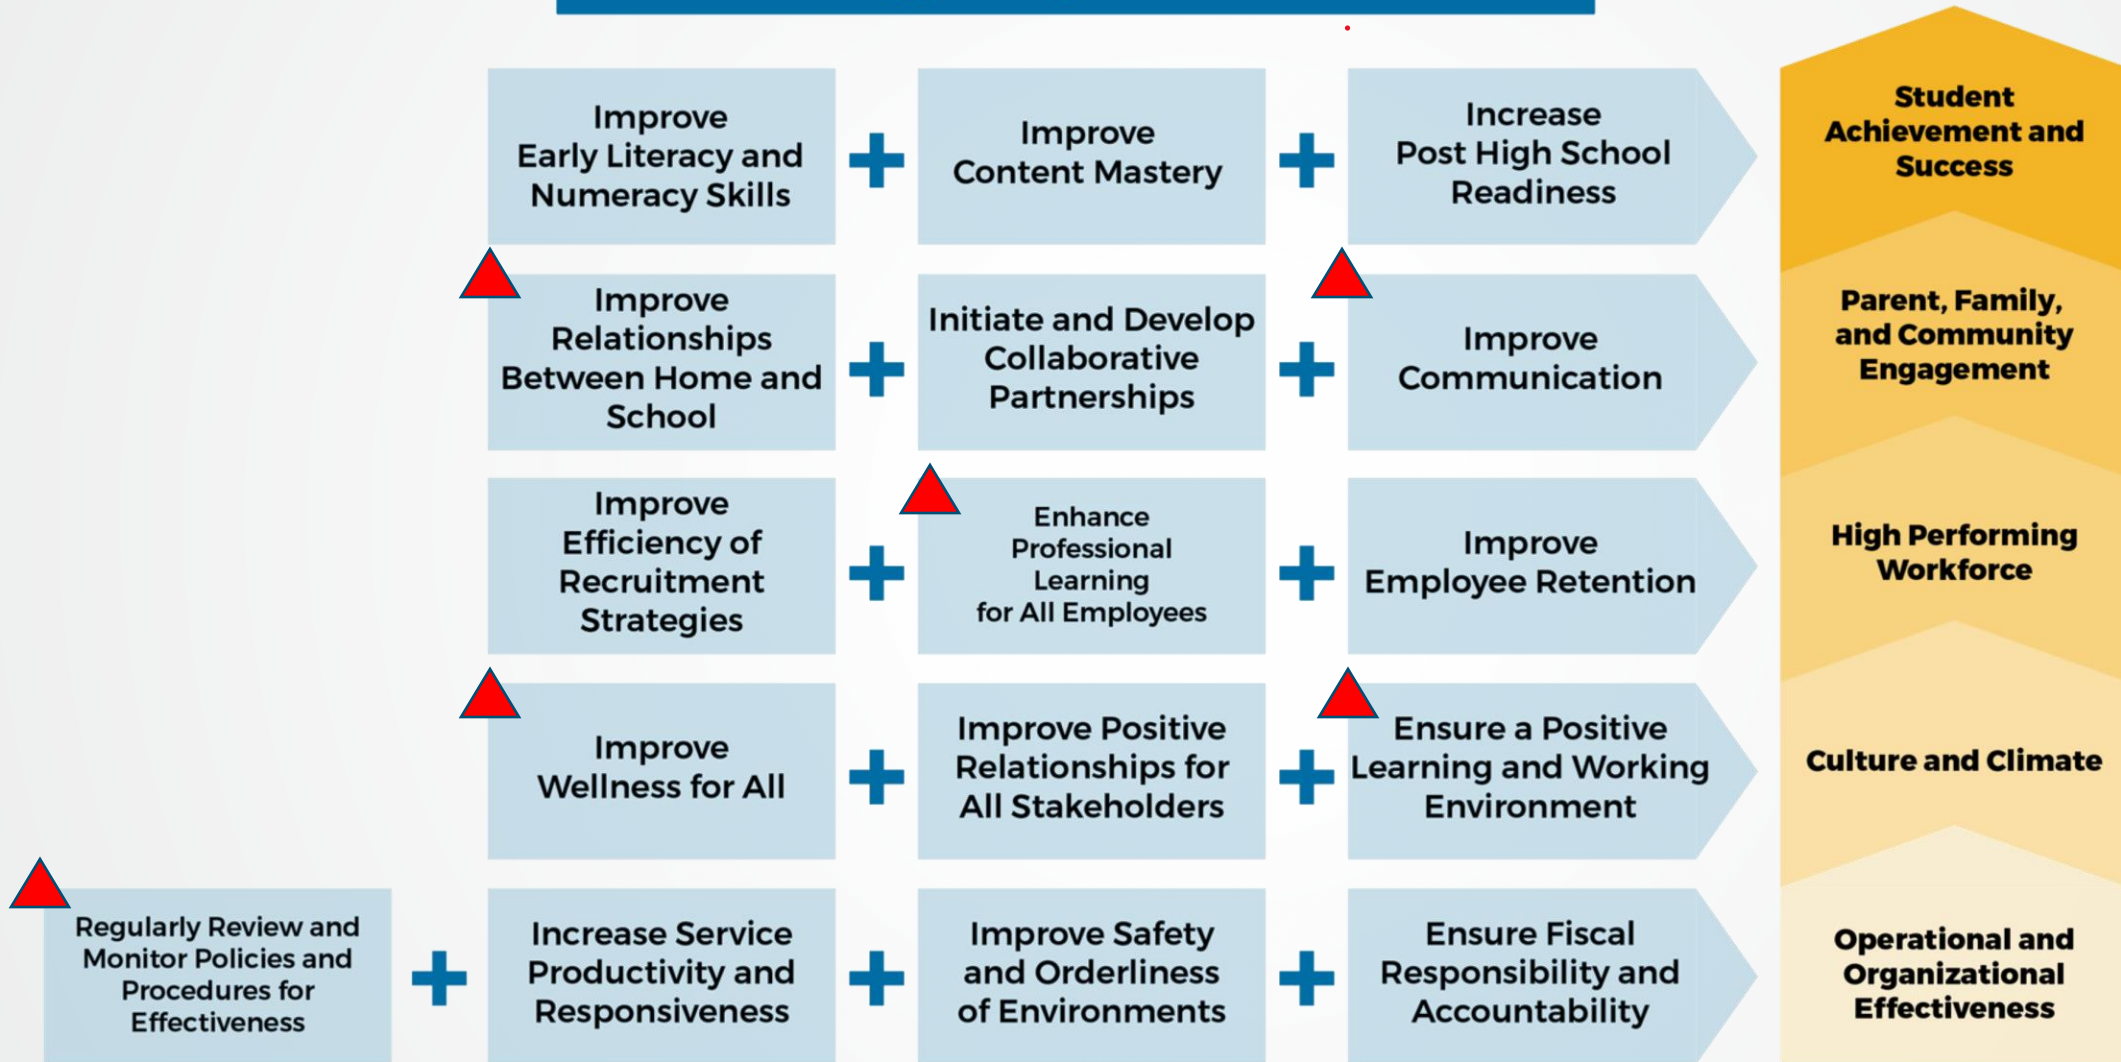 Improve
Early Literacy and
Numeracy Skills
Improve
Content Mastery
Increase
Post High School
Readiness
Student
Achievement and
Success
Improve
Relationships
Between Home and
School
Initiate and Develop
Collaborative
Partnerships
Improve
Communication
Parent, Family,
and Community
Engagement
Improve
Efficiency of
Recruitment
Strategies
Enhance
Professional
Learning
for All Employees
Improve
Employee Retention
High Performing
Workforce
Improve
Wellness for All
Improve Positive
Relationships for
All Stakeholders
Ensure a Positive
Learning and Working
Environment
Culture and Climate
Regularly Review and
Monitor Policies and
Procedures for
Effectiveness
Increase Service
Productivity and
Responsiveness
Improve Safety
and Orderliness
of Environments
Ensure Fiscal
Responsibility and
Accountability
Operational and
Organizational
Effectiveness